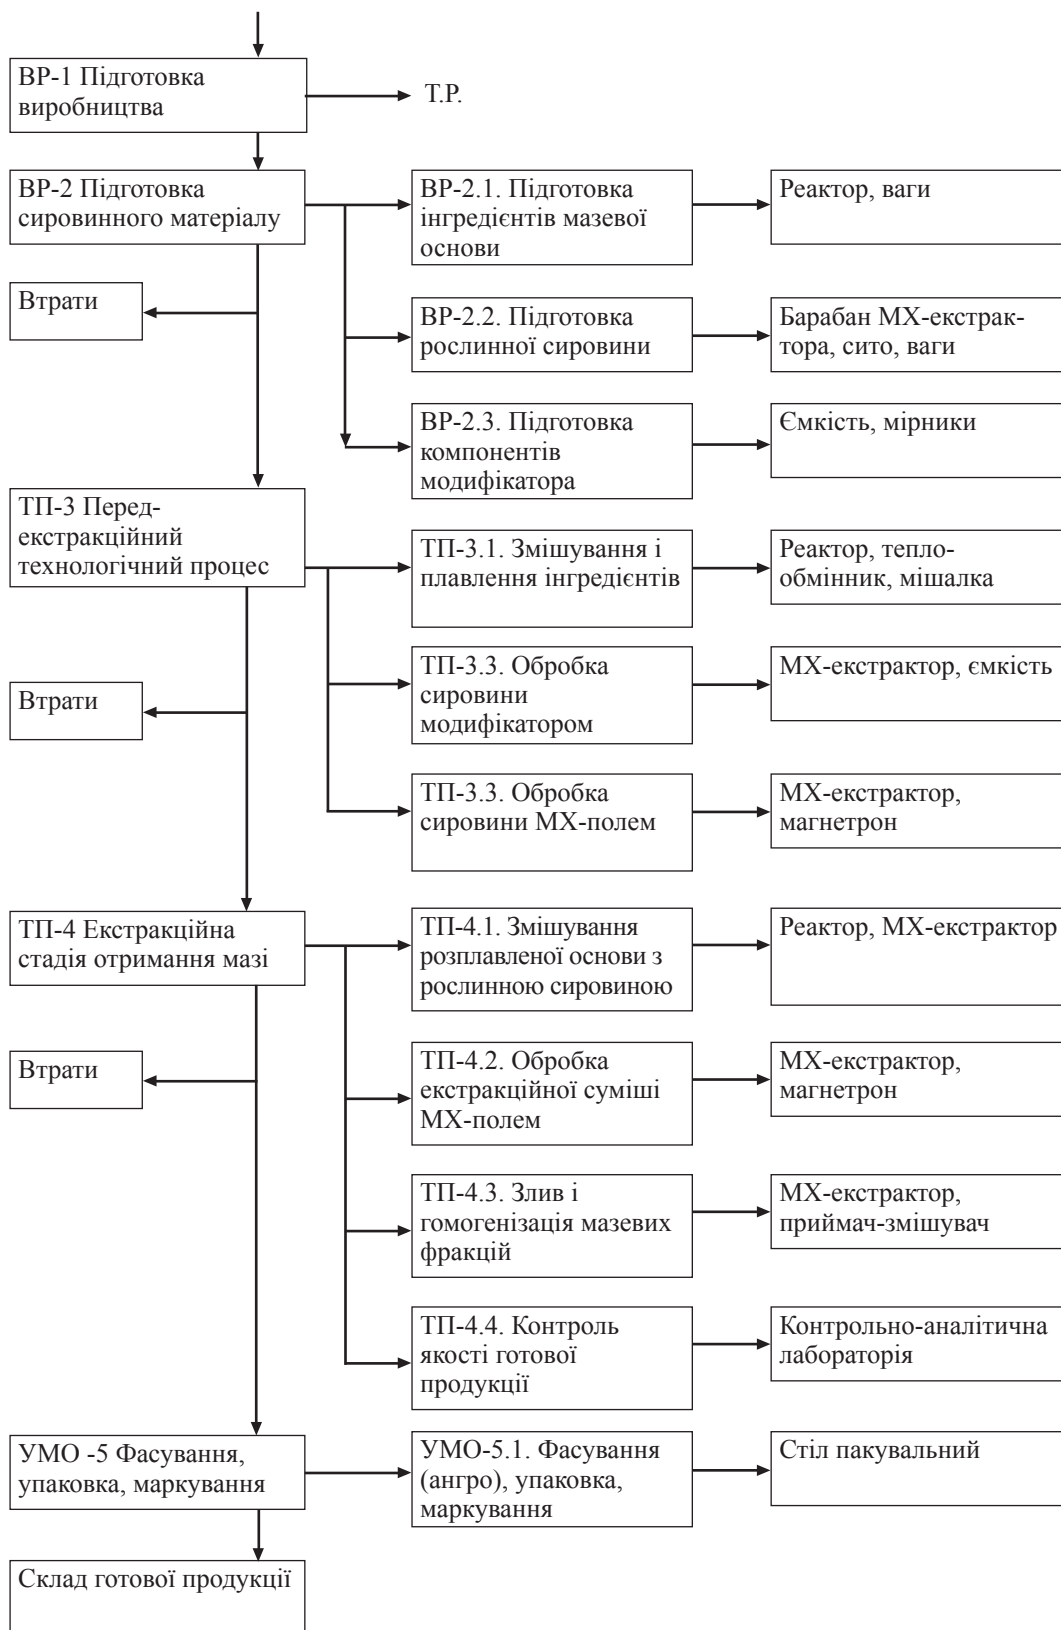 ВР-1 Підготовка
виробництва
Т.Р.
ВР-2 Підготовка
сировинного матеріалу
ВР-2.1. Підготовка
інгредієнтів мазевої
основи
Реактор, ваги
Втрати
ВР-2.2. Підготовка
рослинної сировини
Барабан МХ-екстрак-
тора, сито, ваги
ВР-2.3. Підготовка
компонентів
модифікатора
Ємкість, мірники
ТП-3 Перед-
екстракційний
технологічний процес
ТП-3.1. Змішування і
плавлення інгредієнтів
Реактор, тепло-
обмінник, мішалка
ТП-3.3. Обробка
сировини
модифікатором
МХ-екстрактор, ємкість
Втрати
ТП-3.3. Обробка
сировини МХ-полем
МХ-екстрактор,
магнетрон
ТП-4 Екстракційна
стадія отримання мазі
ТП-4.1. Змішування
розплавленої основи з
рослинною сировиною
Реактор, МХ-екстрактор
Втрати
ТП-4.2. Обробка
екстракційної суміші
МХ-полем
МХ-екстрактор,
магнетрон
ТП-4.3. Злив і
гомогенізація мазевих
фракцій
МХ-екстрактор,
приймач-змішувач
ТП-4.4. Контроль
якості готової
продукції
Контрольно-аналітична
лабораторія
УМО -5 Фасування,
упаковка, маркування
УМО-5.1. Фасування
(ангро), упаковка,
маркування
Стіл пакувальний
Склад готової продукції